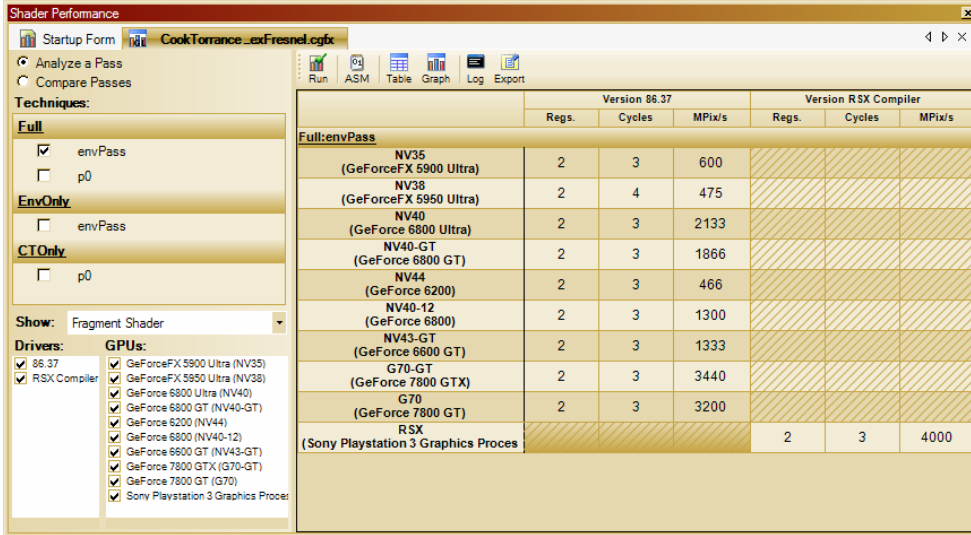 Shader Performance
Startup Form
CookTorrance_exFresnel.cgfx
Analyze a Pass
Compare Passes
Techniques:
Full
envPass
p0
EnvOnly
envPass
CTOnly
p0
Show: Fragment Shader
Drivers: GPUs:
86.37
RSX Compiler
GeForceFX 5900 Ultra (NV35)
GeForceFX 5950 Ultra (NV38)
GeForce 6800 Ultra (NV40)
GeForce 6800 GT (NV40-GT)
GeForce 6200 (NV44)
GeForce 6800 (NV40-12)
GeForce 6600 GT (NV43-GT)
GeForce 7800 GTX (G70-GT)
GeForce 7800 GT (G70)
Sony Playstation 3 Graphics Proces
Run ASM Table Graph Log Export
Version 86.37 Version RSX Compiler
Regs. Cycles MPix/s Regs. Cycles MPix/s
Full:envPass
NV35
(GeForceFX 5900 Ultra) 2 3 600
NV38
(GeForceFX 5950 Ultra) 2 4 475
NV40
(GeForce 6800 Ultra) 2 3 2133
NV40-GT
(GeForce 6800 GT) 2 3 1866
NV44
(GeForce 6200) 2 3 466
NV40-12
(GeForce 6800) 2 3 1300
NV43-GT
(GeForce 6600 GT) 2 3 1333
G70-GT
(GeForce 7800 GTX) 2 3 3440
G70
(GeForce 7800 GT) 2 3 3200
RSX
(Sony Playstation 3 Graphics Proces 2 3 4000